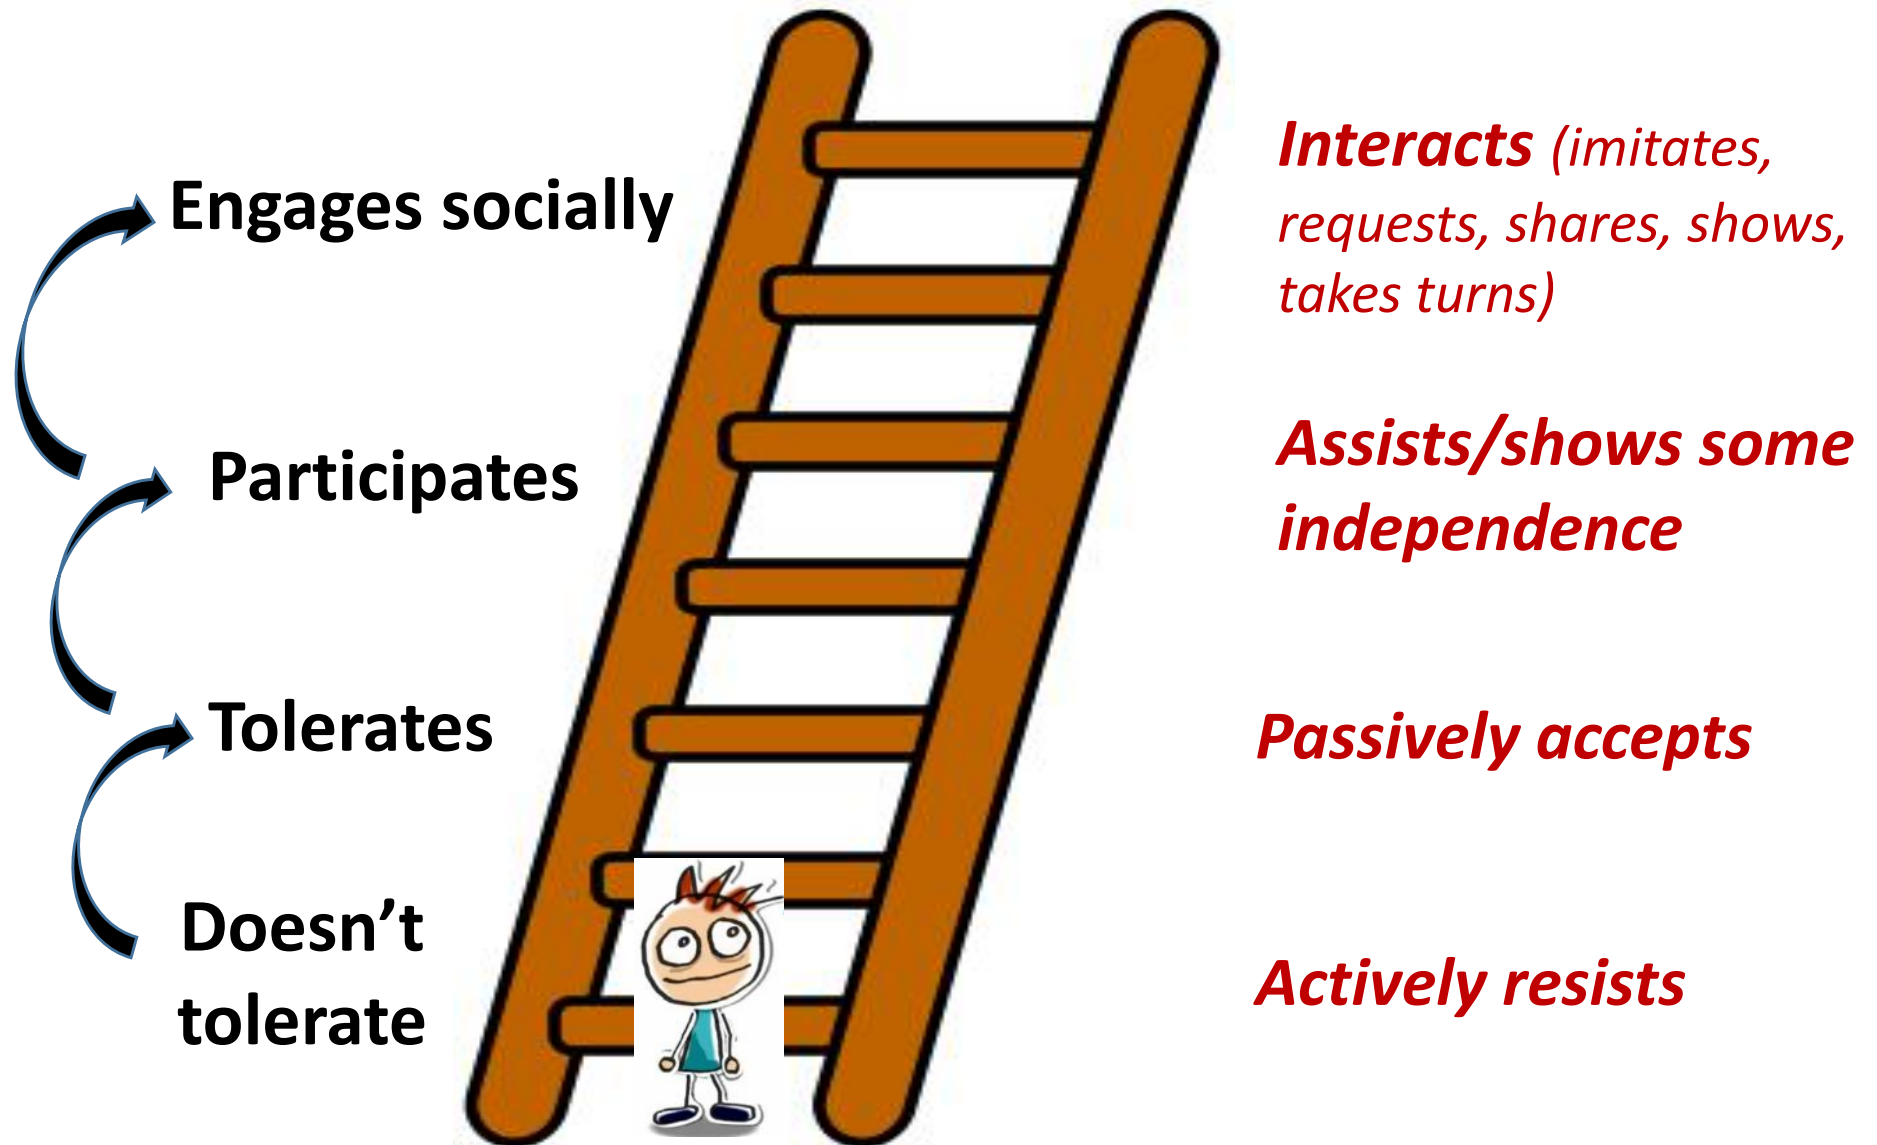 Engages socially
Interacts (imitates,
requests, shares, shows,
takes turns)
Participates
Assists/shows some
independence
Tolerates
Passively accepts
Doesn’t
tolerate
Actively resists